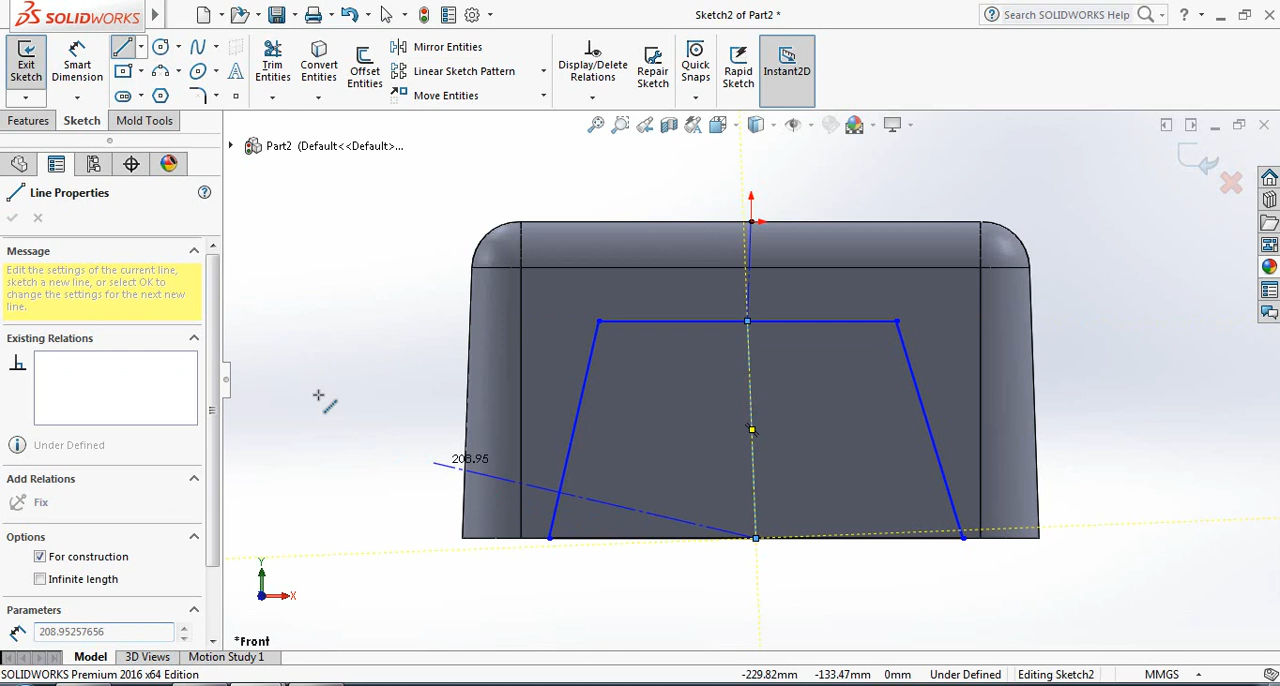 SOLIDWORKS
Sketch2 of Part2 *
Search SOLIDWORKS Help
?
Exit Sketch
Smart Dimension
Trim Entities
Convert Entities
Offset Entities
Mirror Entities
Linear Sketch Pattern
Move Entities
Display/Delete Relations
Repair Sketch
Quick Snaps
Rapid Sketch
Instant2D
Features
Sketch
Mold Tools
Part2 (Default<<Default>...
Line Properties
Message
Edit the settings of the current line, sketch a new line, or select OK to change the settings for the next new line.
Existing Relations
Under Defined
Add Relations
Fix
Options
For construction
Infinite length
Parameters
208.95257656
208.95
Y
X
*Front
Model
3D Views
Motion Study 1
SOLIDWORKS Premium 2016 x64 Edition
-229.82mm
-133.47mm
0mm
Under Defined
Editing Sketch2
MMGS